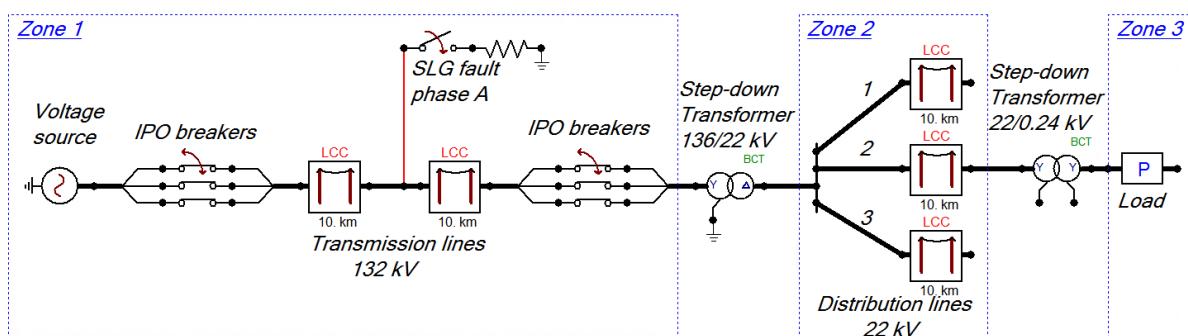 Zone 1
Voltage
source
IPO breakers
LCC
10. km
SLG fault
phase A
LCC
10. km
Transmission lines
132 kV
IPO breakers
Step-down
Transformer
136/22 kV
BCT
Y
Zone 2
1
2
3
LCC
10. km
LCC
10. km
LCC
10. km
Distribution lines
22 kV
Step-down
Transformer
22/0.24 kV
BCT
Y Y
Zone 3
P
Load